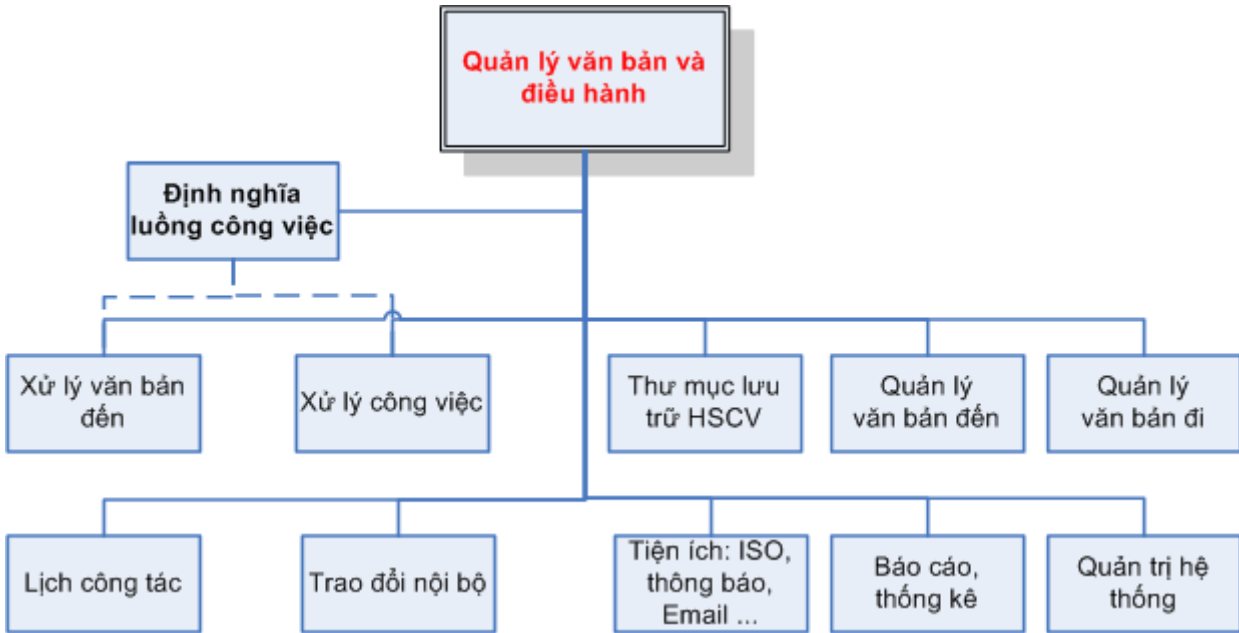 Quản lý văn bản và
điều hành
Định nghĩa
luồng công việc
Xử lý văn bản
đến
Xử lý công việc
Thư mục lưu
trữ HSCV
Quản lý
văn bản đến
Quản lý
văn bản đi
Lịch công tác
Trao đổi nội bộ
Tiện ích: ISO,
thông báo,
Email ...
Báo cáo,
thống kê
Quản trị hệ
thống